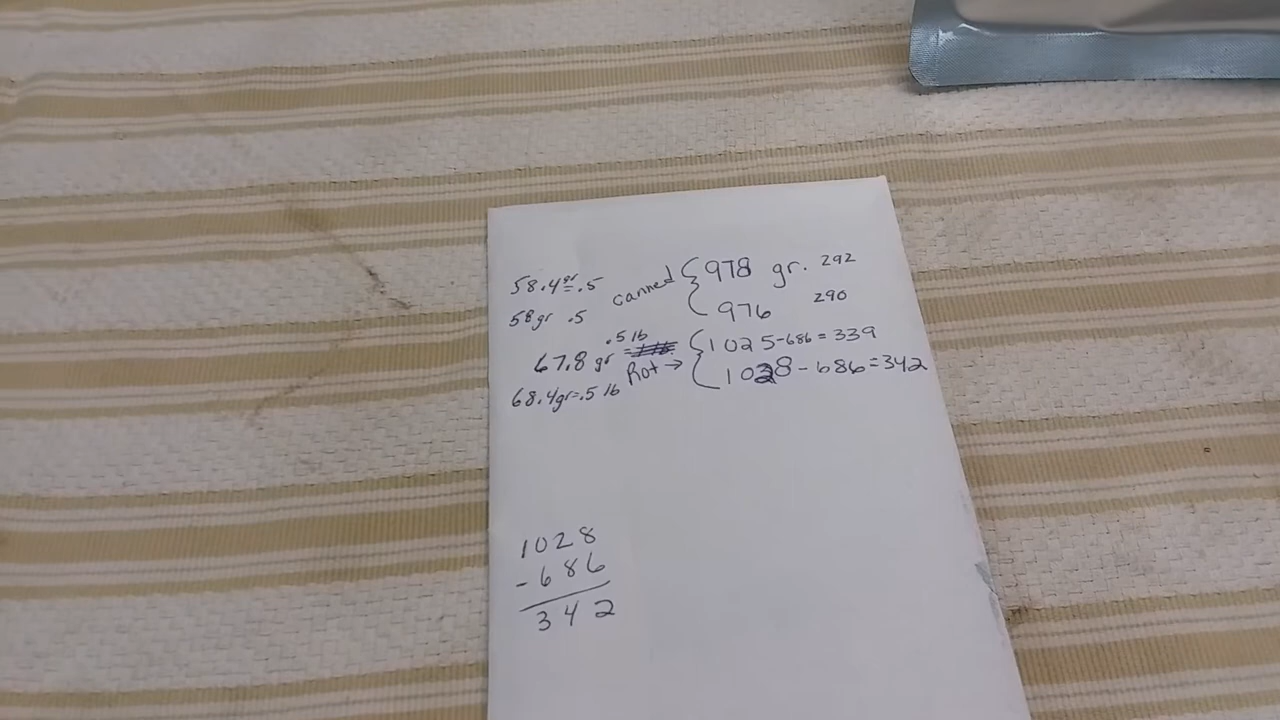 58.4gr=.5 canned { 978 gr. 292
58gr .5 976 290
.5 lb
67.8 gr = { 1025-686=339
68.4gr=.5 lb Rot → 1028-686=342
1028
-686
342